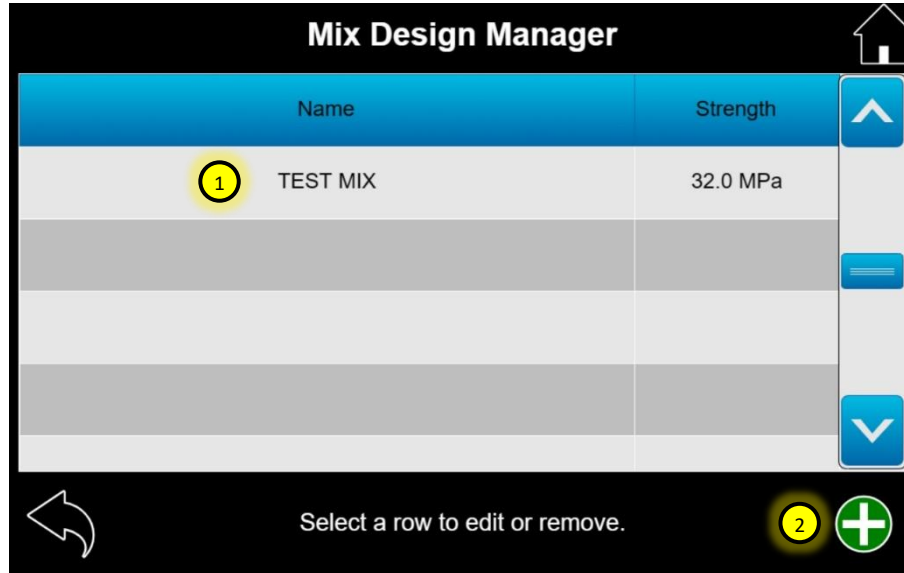 Mix Design Manager
Name Strength
1 TEST MIX 32.0 MPa
Select a row to edit or remove. 2